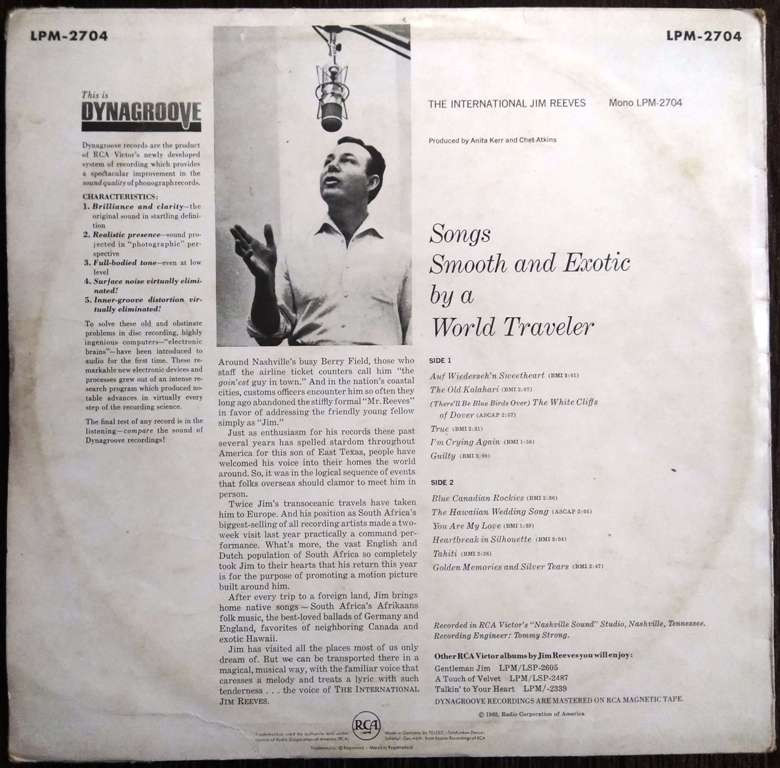 LPM-2704
LPM-2704
This is
DYNAGROOVE
Dynagroove records are the product
of RCA Victor's newly developed
system of recording which provides
a spectacular improvement in the
sound quality of phonograph records.
CHARACTERISTICS:
1. Brilliance and clarity—the
original sound in startling defini-
tion
2. Realistic presence—sound pro-
jected in "photographic" per-
spective
3. Full-bodied tone—even at low
level
4. Surface noise virtually elimi-
nated!
5. Inner-groove distortion vir-
tually eliminated!
To solve these old and obstinate
problems in disc recording, highly
ingenious computers—"electronic
brains"—have been introduced to
audio for the first time. These re-
markable new electronic devices and
processes grew out of an intense re-
search program which produced no-
table advances in virtually every
step of the recording science.
The final test of any record is in the
listening—compare the sound of
Dynagroove recordings!
Around Nashville's busy Berry Field, those who
staff the airline ticket counters call him "the
goin'est guy in town." And in the nation's coastal
cities, customs officers encounter him so often they
long ago abandoned the stiffly formal "Mr. Reeves"
in favor of addressing the friendly young fellow
simply as "Jim."
Just as enthusiasm for his records these past
several years has spelled stardom throughout
America for this son of East Texas, people have
welcomed his voice into their homes the world
around. So, it was in the logical sequence of events
that folks overseas should clamor to meet him in
person.
Twice Jim's transoceanic travels have taken
him to Europe. And his position as South Africa's
biggest-selling of all recording artists made a two-
week visit last year practically a command per-
formance. What's more, the vast English and
Dutch population of South Africa so completely
took Jim to their hearts that his return this year
is for the purpose of promoting a motion picture
built around him.
After every trip to a foreign land, Jim brings
home native songs—South Africa's Afrikaans
folk music, the best-loved ballads of Germany and
England, favorites of neighboring Canada and
exotic Hawaii.
Jim has visited all the places most of us only
dream of. But we can be transported there in a
magical, musical way, with the familiar voice that
caresses a melody and treats a lyric with such
tenderness . . . the voice of THE INTERNATIONAL
JIM REEVES.
THE INTERNATIONAL JIM REEVES Mono LPM-2704
Produced by Anita Kerr and Chet Atkins
Songs
Smooth and Exotic
by a
World Traveler
SIDE 1
Auf Wiederseh'n Sweetheart (BMI
The Old Kalahari (BMI
(There'll Be Blue Birds Over) The White Cliffs
of Dover (ASCAP 2:57)
True (BMI 2:31)
I'm Crying Again (BMI
Guilty (BMI
SIDE 2
Blue Canadian Rockies (BMI
The Hawaiian Wedding Song (ASCAP
You Are My Love (BMI
Heartbreak in Silhouette (BMI
Tahiti (BMI
Golden Memories and Silver Tears (BMI 2:47)
Recorded in RCA Victor's "Nashville Sound" Studio, Nashville, Tennessee.
Recording Engineer: Tommy Strong.
Other RCA Victor albums by Jim Reeves you will enjoy:
Gentleman Jim LPM/LSP-2605
A Touch of Velvet LPM/LSP-2487
Talkin' to Your Heart LPM/-2339
DYNAGROOVE RECORDINGS ARE MASTERED ON RCA MAGNETIC TAPE.
Radio Corporation of America
RCA